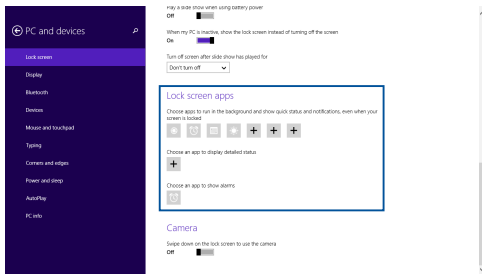 PC and devices
Lock screen
Display
Bluetooth
Devices
Mouse and touchpad
Typing
Corners and edges
Power and sleep
AutoPlay
PC info
Play a slide show when using battery power
Off
When my PC is inactive, show the lock screen instead of turning off the screen
On
Turn off screen after slide show has played for
Don't turn off
Lock screen apps
Choose apps to run in the background and show quick status and notifications, even when your
screen is locked
Choose an app to display detailed status
Choose an app to show alarms
Camera
Swipe down on the lock screen to use the camera
Off